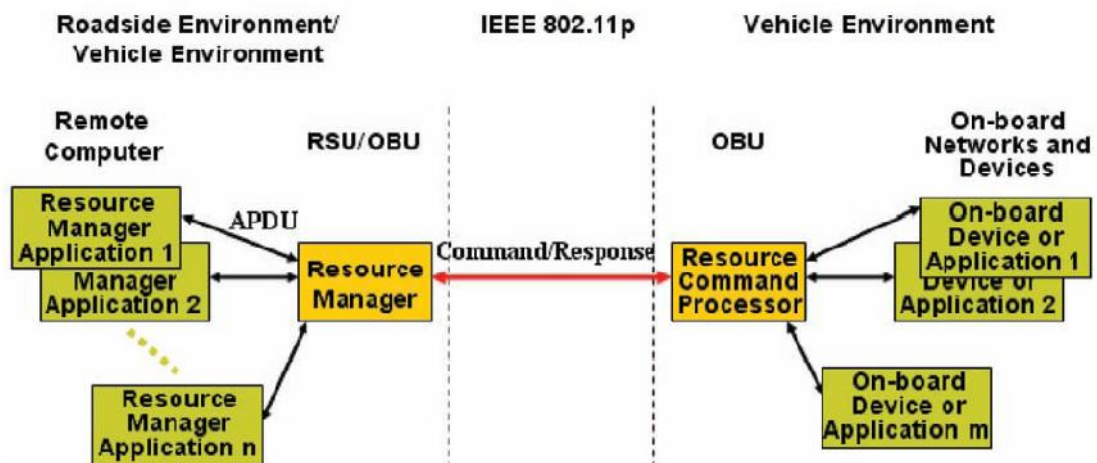 Roadside Environment/
Vehicle Environment
IEEE 802.11p
Vehicle Environment
Remote
Computer
RSU/OBU
OBU
On-board
Networks and
Devices
Resource
Manager
Application 1
Manager
Application 2
Resource
Manager
Application n
APDU
Resource
Manager
Command/Response
Resource
Command
Processor
On-board
Device or
Application 1
Device or
Application 2
On-board
Device or
Application m